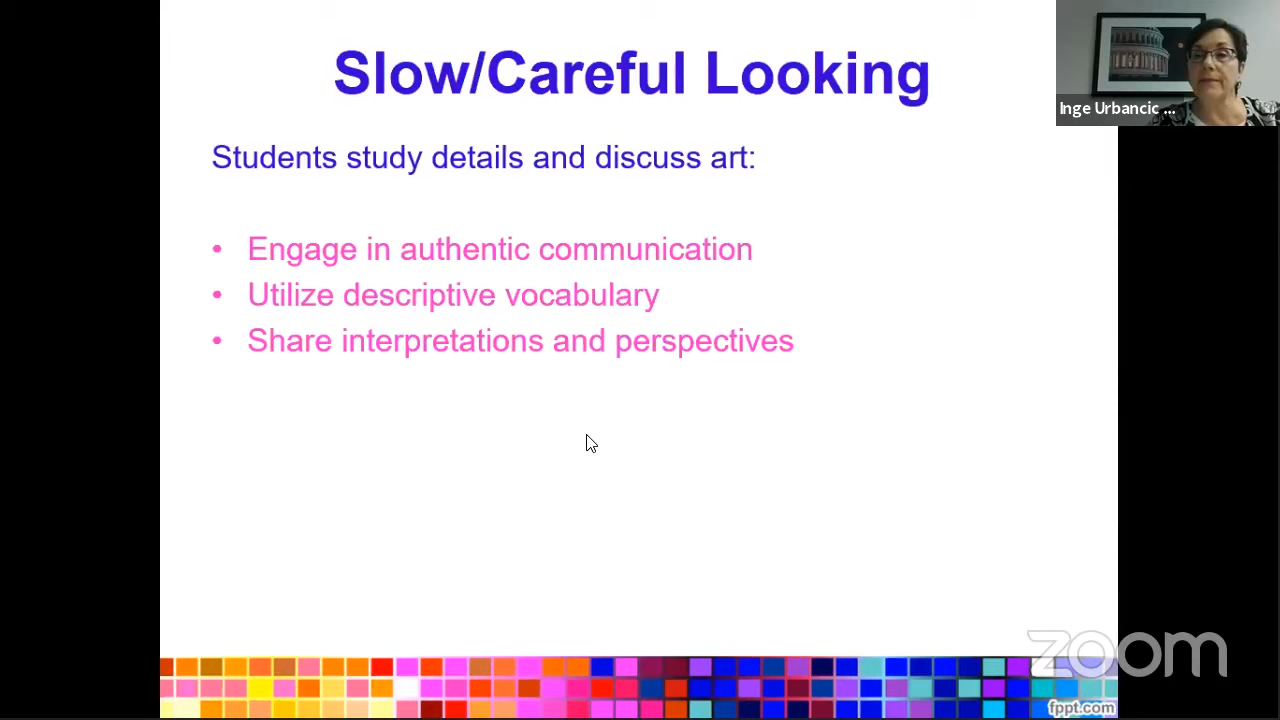 Slow/Careful Looking
Inge Urbancic ...
Students study details and discuss art:
• Engage in authentic communication
• Utilize descriptive vocabulary
• Share interpretations and perspectives
zoom
fppt.com